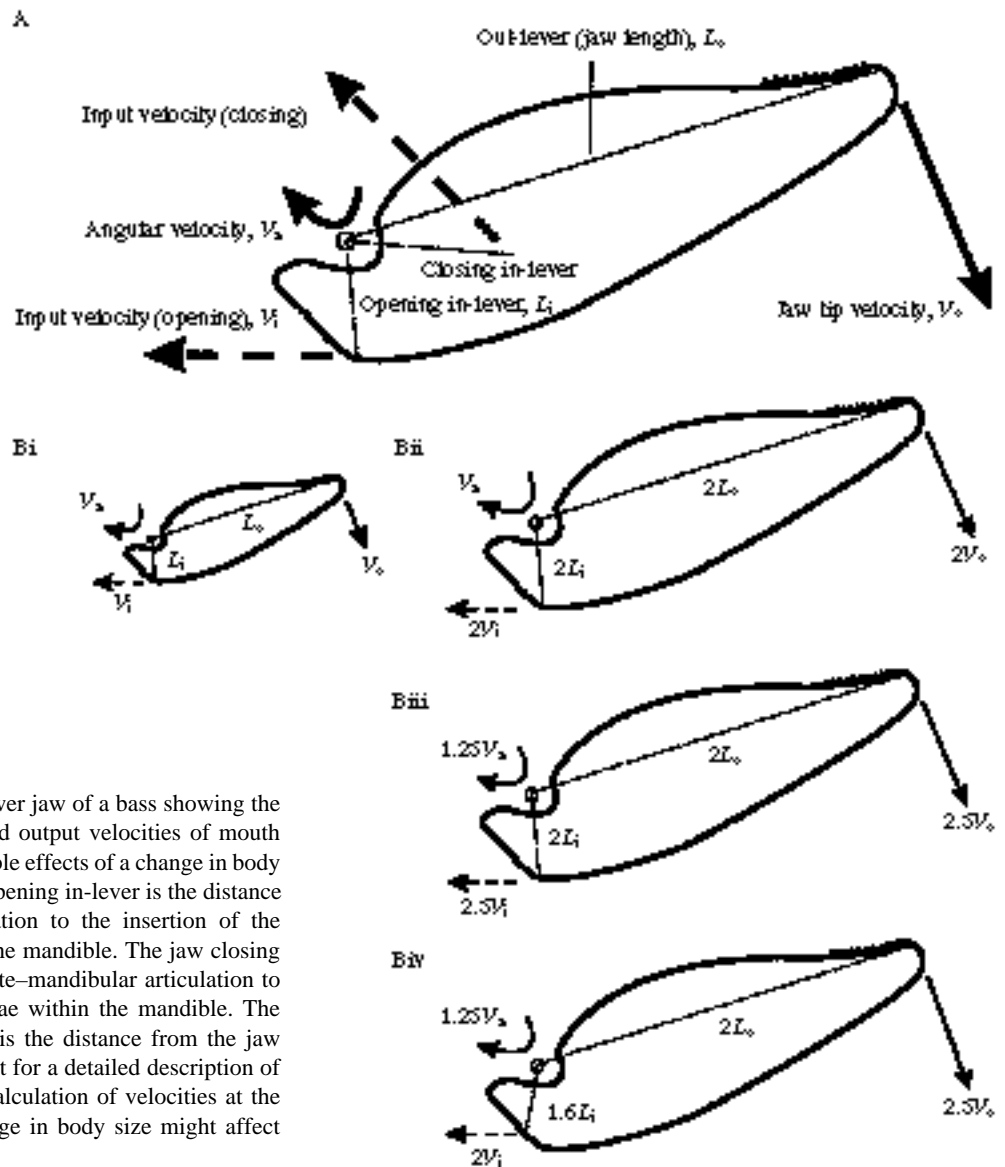 A
Out-lever (jaw length), Lo
Input velocity (closing)
Angular velocity, Va
Closing in-lever
Opening in-lever, Li
Input velocity (opening), Vi
Jaw tip velocity, Vo
Bi
Va
Lo
Li
Vo
Vi
Bii
Va
2Lo
2Li
2Vo
2Vi
Biii
1.25Va
2Lo
2Li
2.5Vo
2.5Vi
Biv
1.25Va
2Lo
1.6Li
2.5Vo
2Vi
ver jaw of a bass showing the
d output velocities of mouth
ple effects of a change in body
pening in-lever is the distance
ation to the insertion of the
he mandible. The jaw closing
te–mandibular articulation to
ae within the mandible. The
is the distance from the jaw
t for a detailed description of
alculation of velocities at the
ge in body size might affect